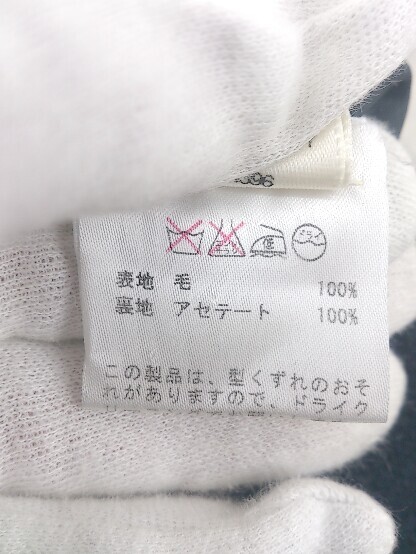 表地 毛 100%
裏地 アセテート 100%
この製品は、型くずれのおそ
れがありますので、ドライク